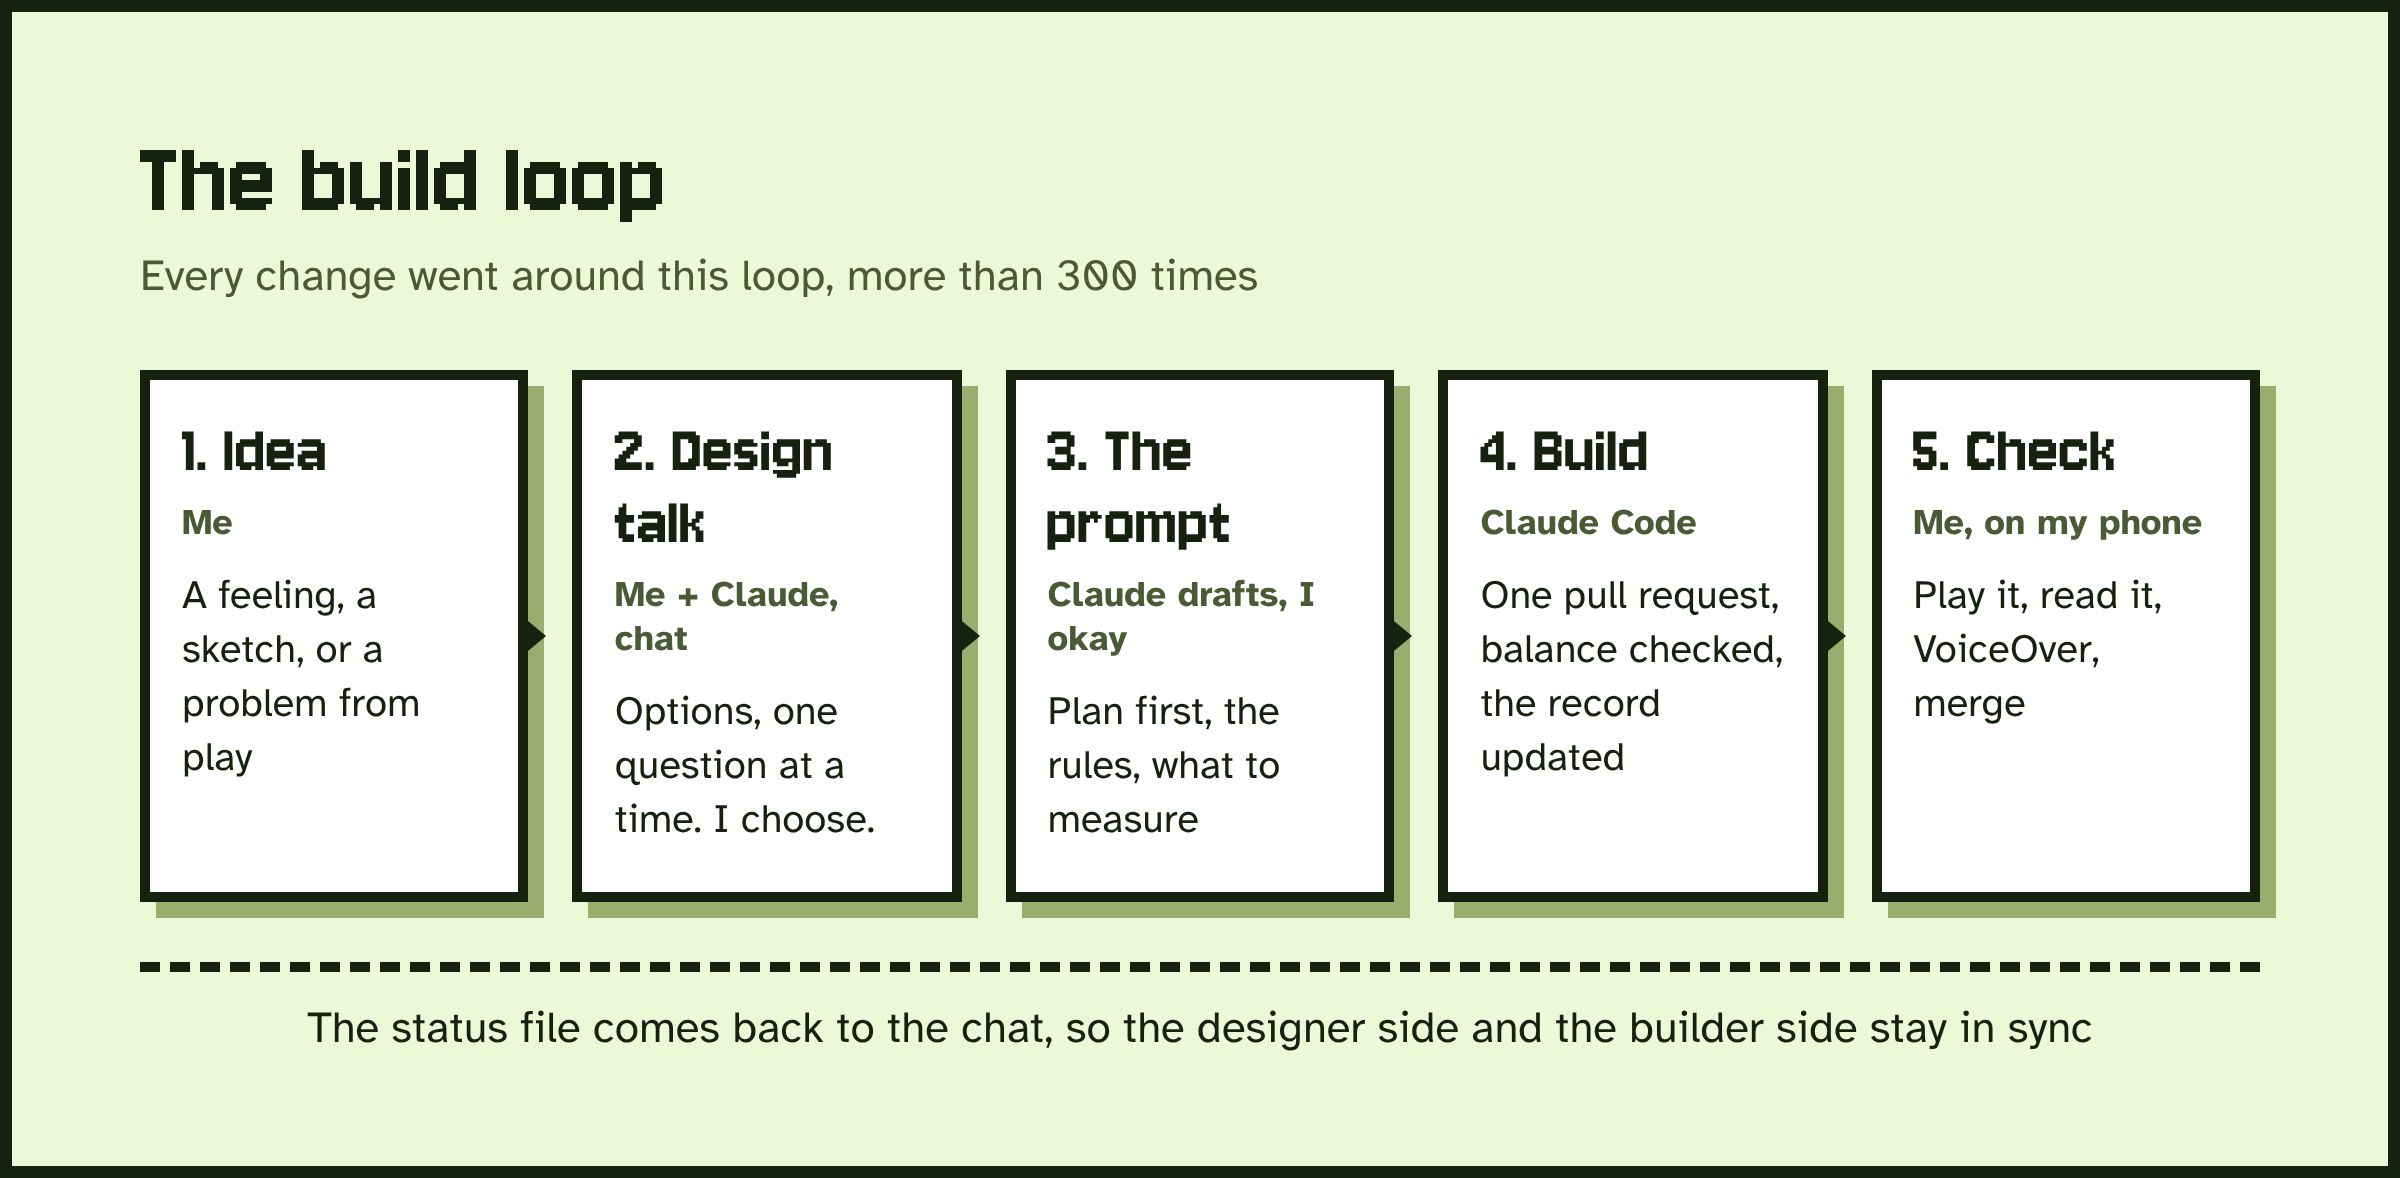 The build loop
Every change went around this loop, more than 300 times
1. Idea
Me
A feeling, a
sketch, or a
problem from
play
2. Design
talk
Me + Claude,
chat
Options, one
question at a
time. I choose.
3. The
prompt
Claude drafts, I
okay
Plan first, the
rules, what to
measure
4. Build
Claude Code
One pull request,
balance checked,
the record
updated
5. Check
Me, on my phone
Play it, read it,
VoiceOver,
merge
The status file comes back to the chat, so the designer side and the builder side stay in sync